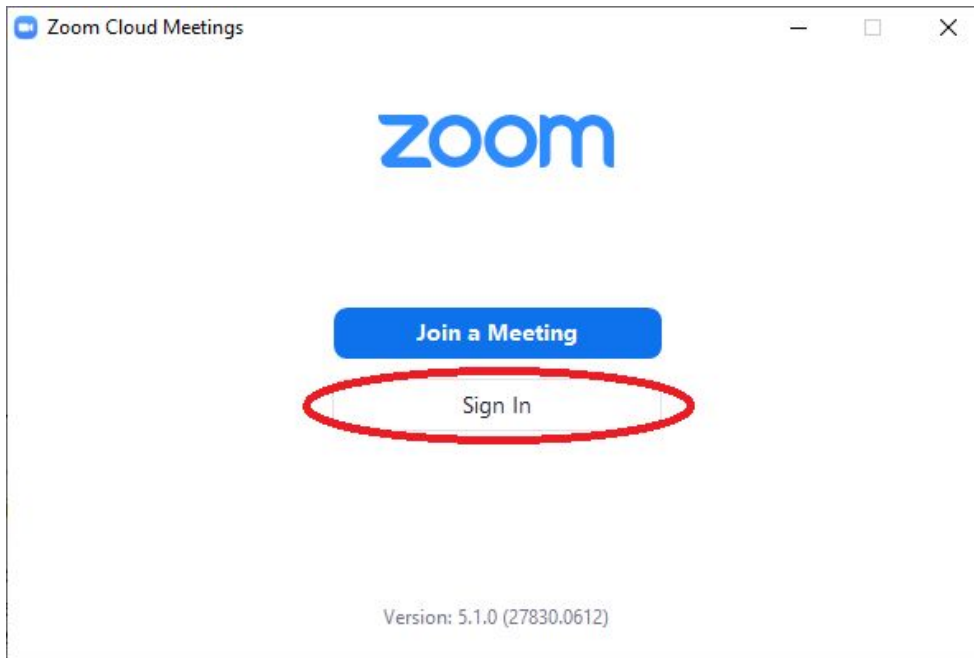 Zoom Cloud Meetings
zoom
Join a Meeting
Sign In
Version: 5.1.0 (27830.0612)